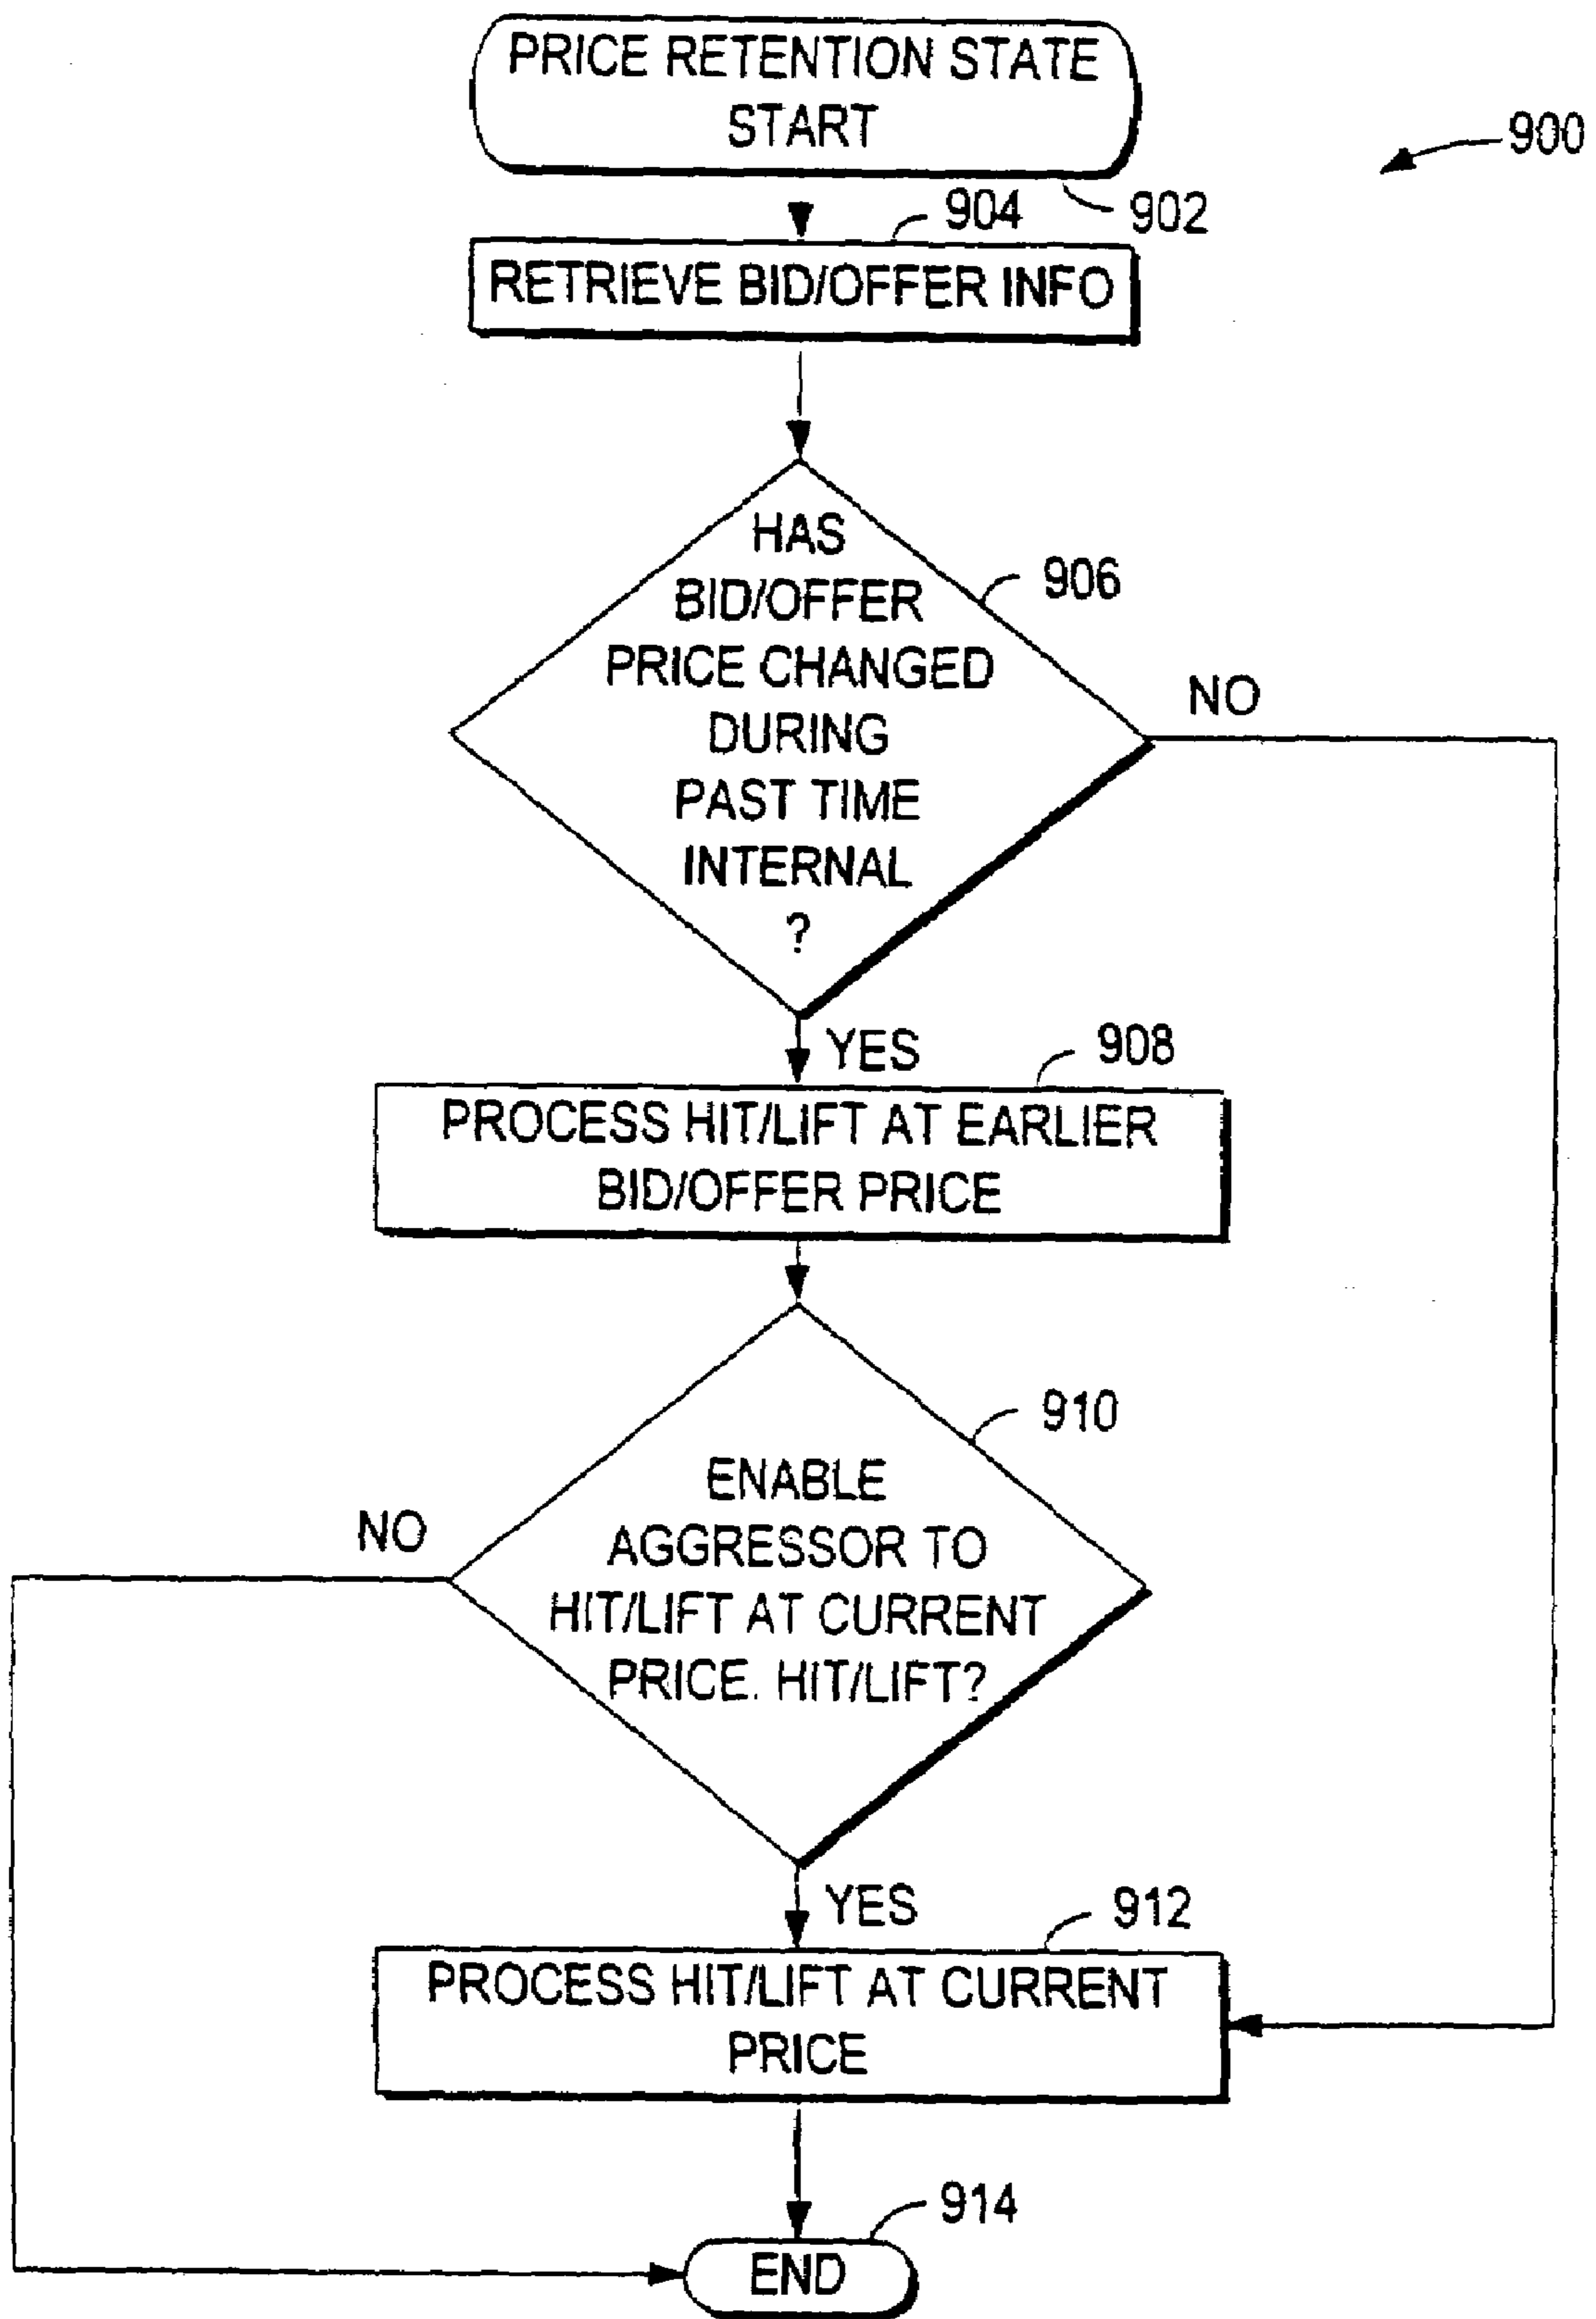 PRICE RETENTION STATE
START
900
902
904
RETRIEVE BID/OFFER INFO
HAS
BID/OFFER
PRICE CHANGED
DURING
PAST TIME
INTERNAL
?
906
NO
YES
908
PROCESS HIT/LIFT AT EARLIER
BID/OFFER PRICE
910
ENABLE
AGGRESSOR TO
HIT/LIFT AT CURRENT
PRICE. HIT/LIFT?
NO
YES
912
PROCESS HIT/LIFT AT CURRENT
PRICE
914
END